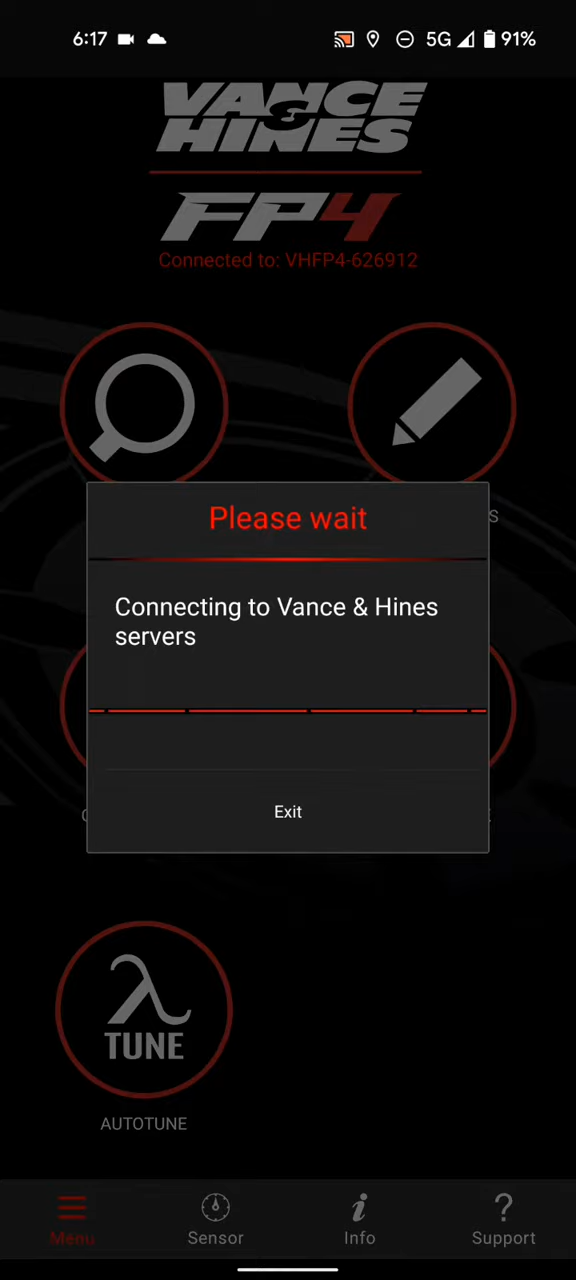 6:17 5G 91%
VANCE
&
HINES
FP4
Connected to: VHFP4-626912
S
Please wait
Connecting to Vance & Hines
servers
Exit
λ
TUNE
AUTOTUNE
Menu Sensor Info Support